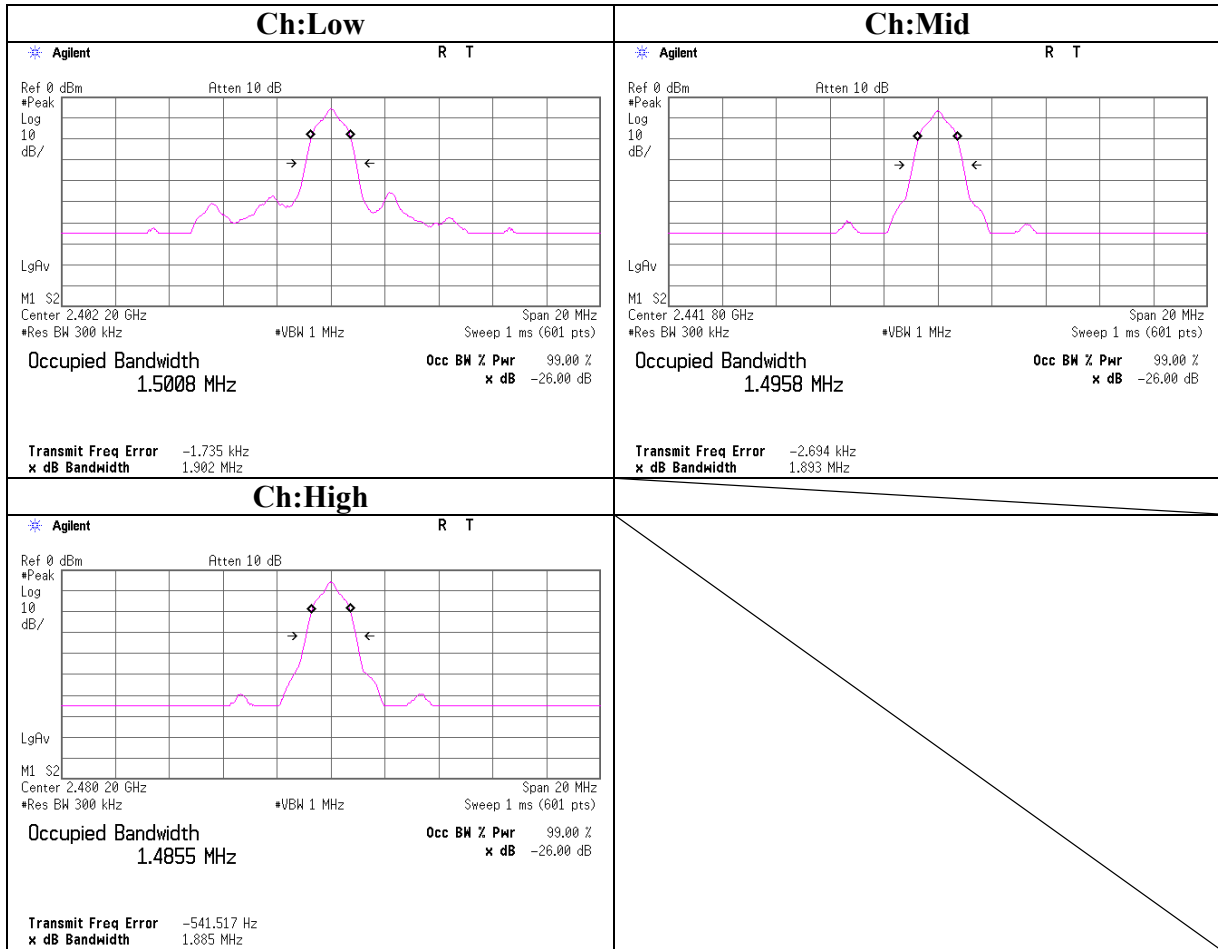 Ch:Low
Agilent
R T
Ref 0 dBm
Atten 10 dB
#Peak
Log
10
dB/
LgAv
M1 S2
Center 2.402 20 GHz
Span 20 MHz
#Res BW 300 kHz
#VBW 1 MHz
Sweep 1 ms (601 pts)
Occupied Bandwidth
1.5008 MHz
Occ BW % Pwr 99.00 %
x dB -26.00 dB
Transmit Freq Error -1.735 kHz
x dB Bandwidth 1.902 MHz
Ch:Mid
Agilent
R T
Ref 0 dBm
Atten 10 dB
#Peak
Log
10
dB/
LgAv
M1 S2
Center 2.441 80 GHz
Span 20 MHz
#Res BW 300 kHz
#VBW 1 MHz
Sweep 1 ms (601 pts)
Occupied Bandwidth
1.4958 MHz
Occ BW % Pwr 99.00 %
x dB -26.00 dB
Transmit Freq Error -2.694 kHz
x dB Bandwidth 1.893 MHz
Ch:High
Agilent
R T
Ref 0 dBm
Atten 10 dB
#Peak
Log
10
dB/
LgAv
M1 S2
Center 2.480 20 GHz
Span 20 MHz
#Res BW 300 kHz
#VBW 1 MHz
Sweep 1 ms (601 pts)
Occupied Bandwidth
1.4855 MHz
Occ BW % Pwr 99.00 %
x dB -26.00 dB
Transmit Freq Error -541.517 Hz
x dB Bandwidth 1.885 MHz